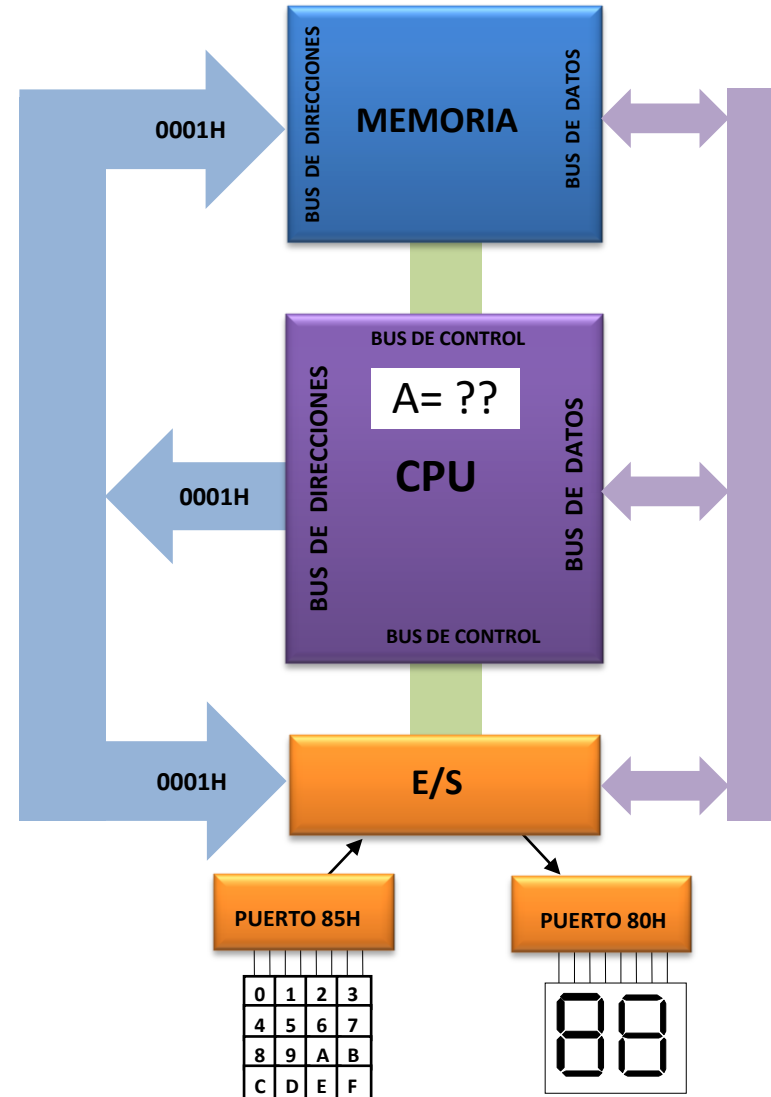 0001H
BUS DE DIRECCIONES
MEMORIA
BUS DE DATOS
BUS DE CONTROL
A= ??
0001H
BUS DE DIRECCIONES
CPU
BUS DE DATOS
BUS DE CONTROL
0001H
E/S
PUERTO 85H
PUERTO 80H
0 1 2 3
4 5 6 7
8 9 A B
C D E F
88